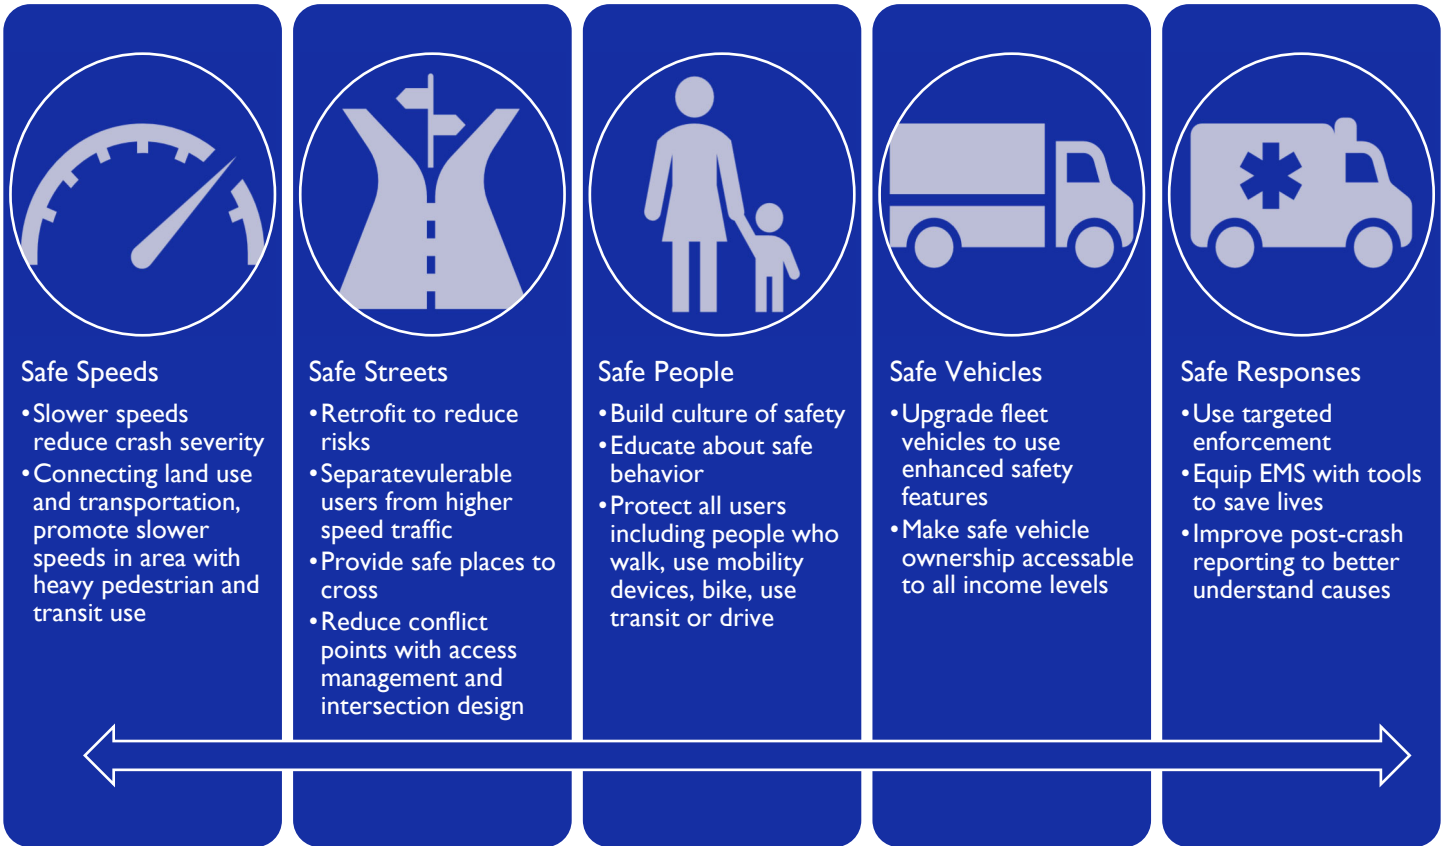 Safe Speeds
•Slower speeds
reduce crash severity
•Connecting land use
and transportation,
promote slower
speeds in area with
heavy pedestrian and
transit use
Safe Streets
•Retrofit to reduce
risks
•Separatevulerable
users from higher
speed traffic
•Provide safe places to
cross
•Reduce conflict
points with access
management and
intersection design
Safe People
•Build culture of safety
•Educate about safe
behavior
•Protect all users
including people who
walk, use mobility
devices, bike, use
transit or drive
Safe Vehicles
•Upgrade fleet
vehicles to use
enhanced safety
features
•Make safe vehicle
ownership accessable
to all income levels
Safe Responses
•Use targeted
enforcement
•Equip EMS with tools
to save lives
•Improve post-crash
reporting to better
understand causes